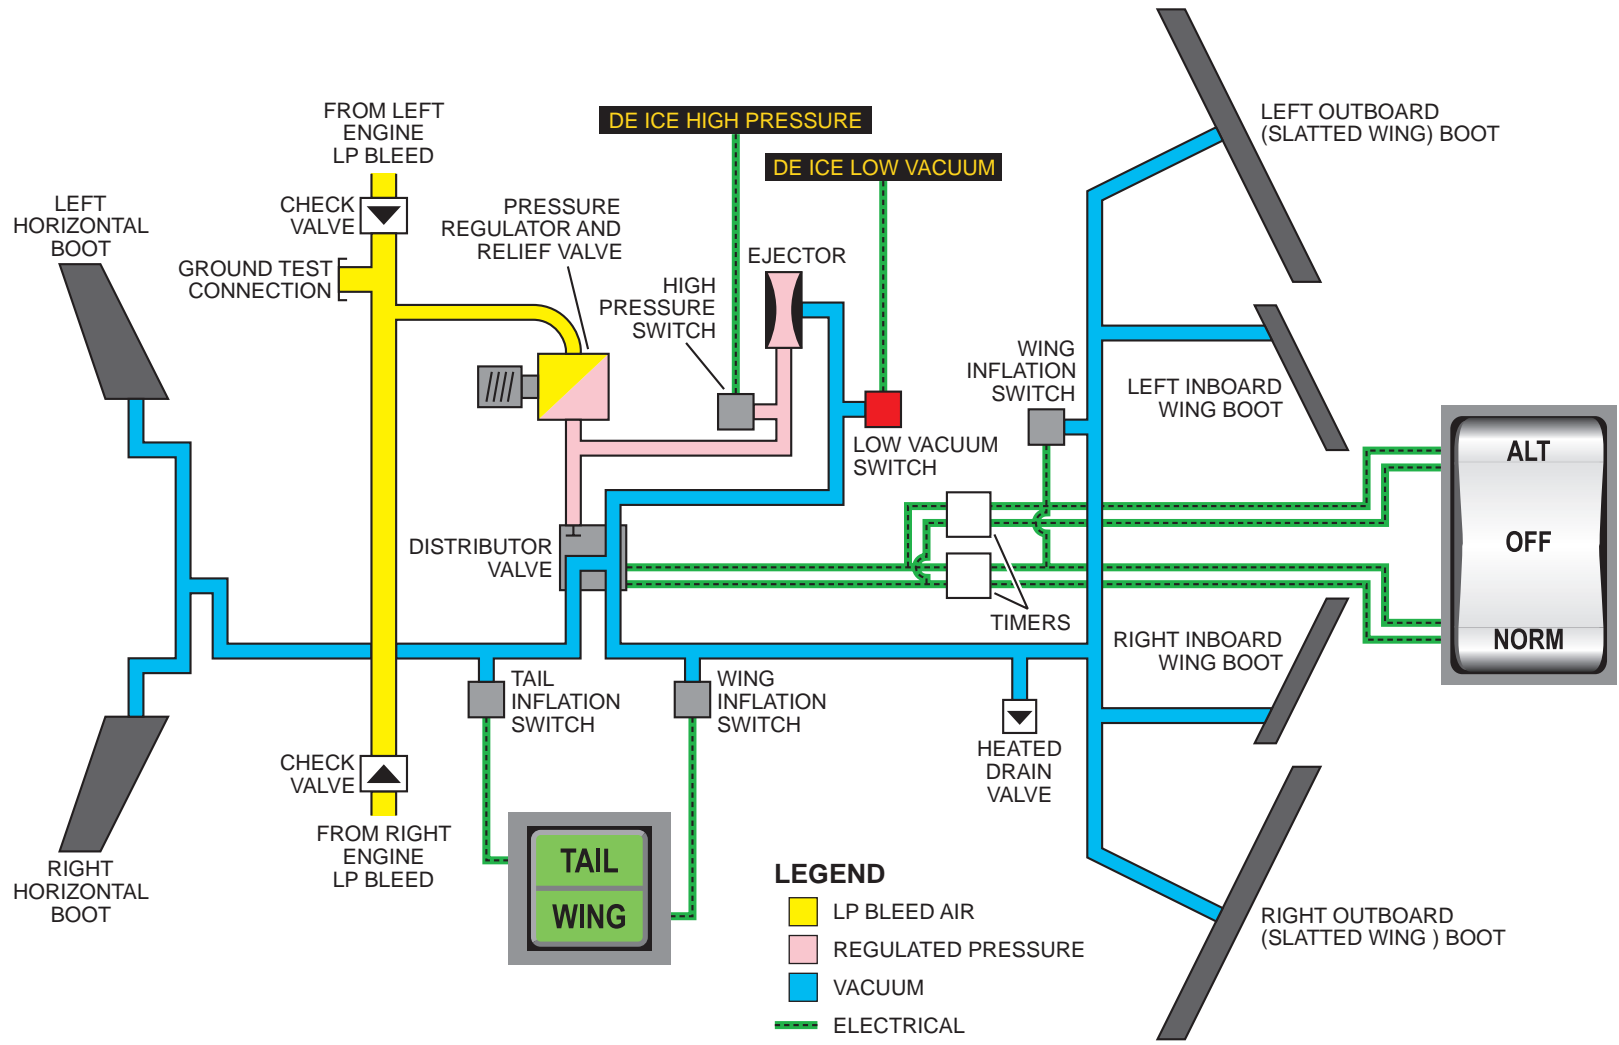 FROM LEFT
ENGINE
LP BLEED
DE ICE HIGH PRESSURE
DE ICE LOW VACUUM
LEFT OUTBOARD
(SLATTED WING) BOOT
LEFT
HORIZONTAL
BOOT
CHECK
VALVE
PRESSURE
REGULATOR AND
RELIEF VALVE
EJECTOR
GROUND TEST
CONNECTION
HIGH
PRESSURE
SWITCH
WING
INFLATION
SWITCH
LEFT INBOARD
WING BOOT
LOW VACUUM
SWITCH
ALT
OFF
NORM
DISTRIBUTOR
VALVE
TIMERS
RIGHT INBOARD
WING BOOT
TAIL
INFLATION
SWITCH
WING
INFLATION
SWITCH
HEATED
DRAIN
VALVE
CHECK
VALVE
FROM RIGHT
ENGINE
LP BLEED
RIGHT
HORIZONTAL
BOOT
TAIL
WING
RIGHT OUTBOARD
(SLATTED WING ) BOOT
LEGEND
LP BLEED AIR
REGULATED PRESSURE
VACUUM
ELECTRICAL